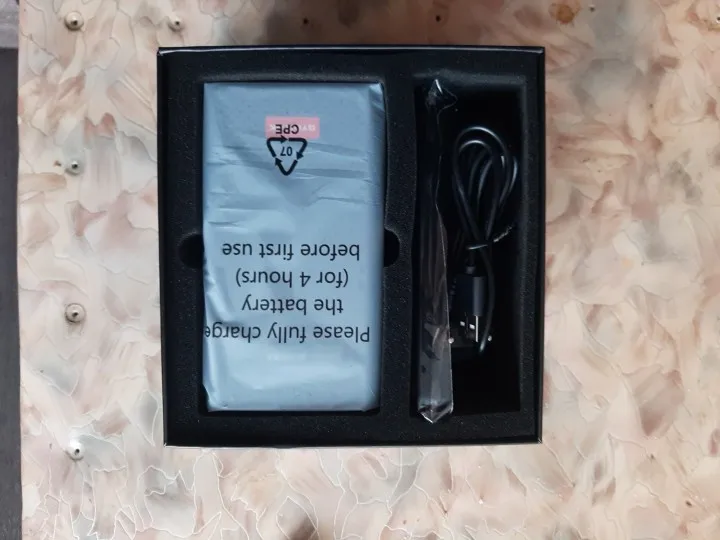 Please fully charge
the battery
(for 4 hours)
before first use
07
CPE